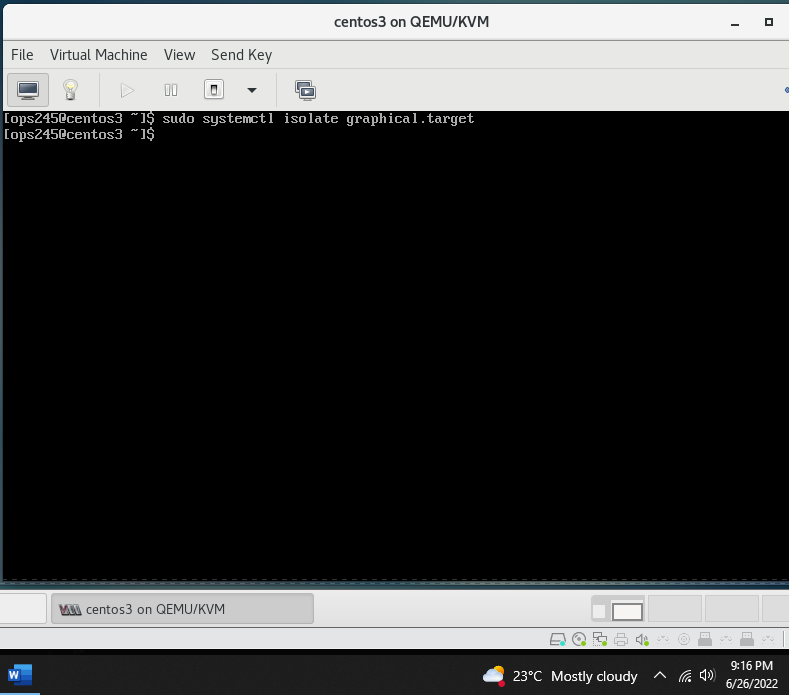 centos3 on QEMU/KVM
File Virtual Machine View Send Key
[ops245@centos3 ~]$ sudo systemctl isolate graphical.target
[ops245@centos3 ~]$
centos3 on QEMU/KVM
W
23°C Mostly cloudy
9:16 PM
6/26/2022